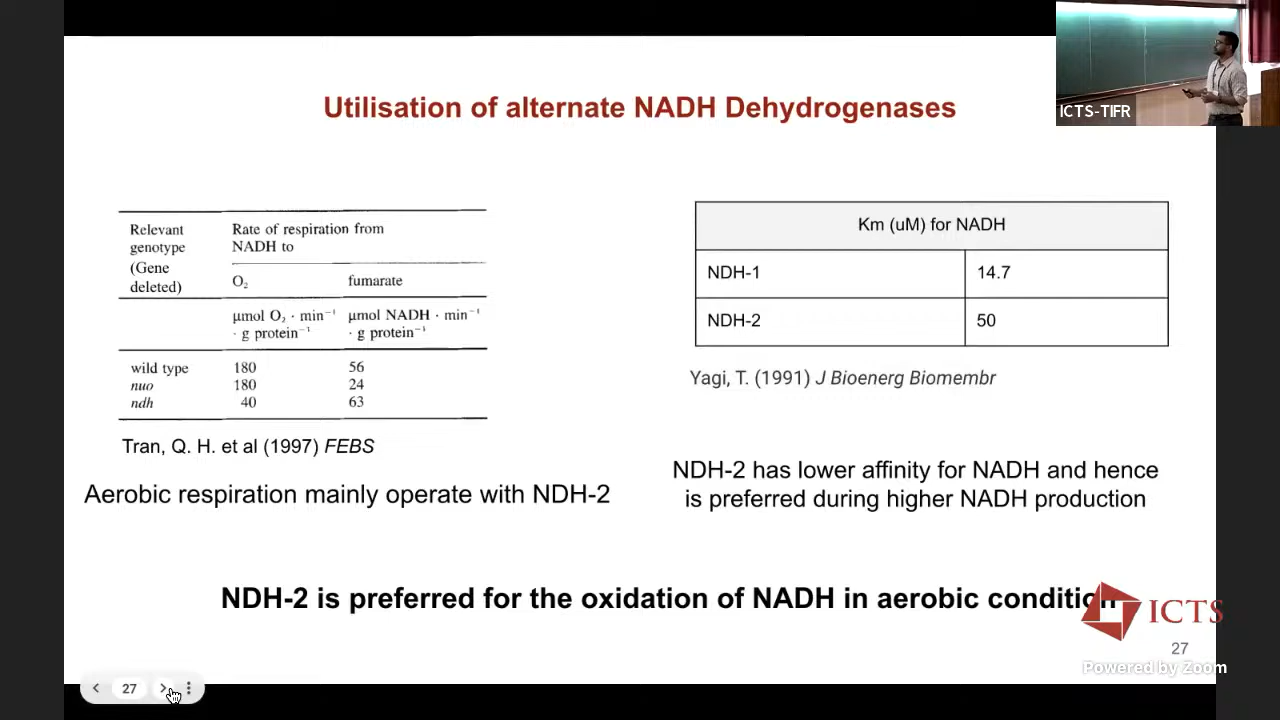 Utilisation of alternate NADH Dehydrogenases
ICTS-TIFR
Relevant genotype (Gene deleted)
Rate of respiration from NADH to
O₂ fumarate
µmol O₂ · min⁻¹ · g protein⁻¹ µmol NADH · min⁻¹ · g protein⁻¹
wild type 180 56
nuo 180 24
ndh 40 63
Tran, Q. H. et al (1997) FEBS
Aerobic respiration mainly operate with NDH-2
Km (uM) for NADH
NDH-1 14.7
NDH-2 50
Yagi, T. (1991) J Bioenerg Biomembr
NDH-2 has lower affinity for NADH and hence
is preferred during higher NADH production
NDH-2 is preferred for the oxidation of NADH in aerobic condition
ICTS
27
Powered by Zoom
27